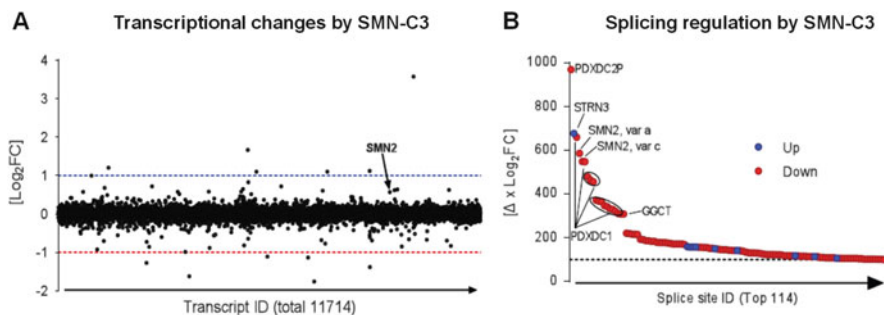 A
Transcriptional changes by SMN-C3
[Log2FC]
4
3
2
1
0
-1
-2
SMN2
Transcript ID (total 11714)
B
Splicing regulation by SMN-C3
[Δ x Log2FC]
1000
800
600
400
200
0
PDXDC2P
STRN3
SMN2, var a
SMN2, var c
GGCT
PDXDC1
Up
Down
Splice site ID (Top 114)